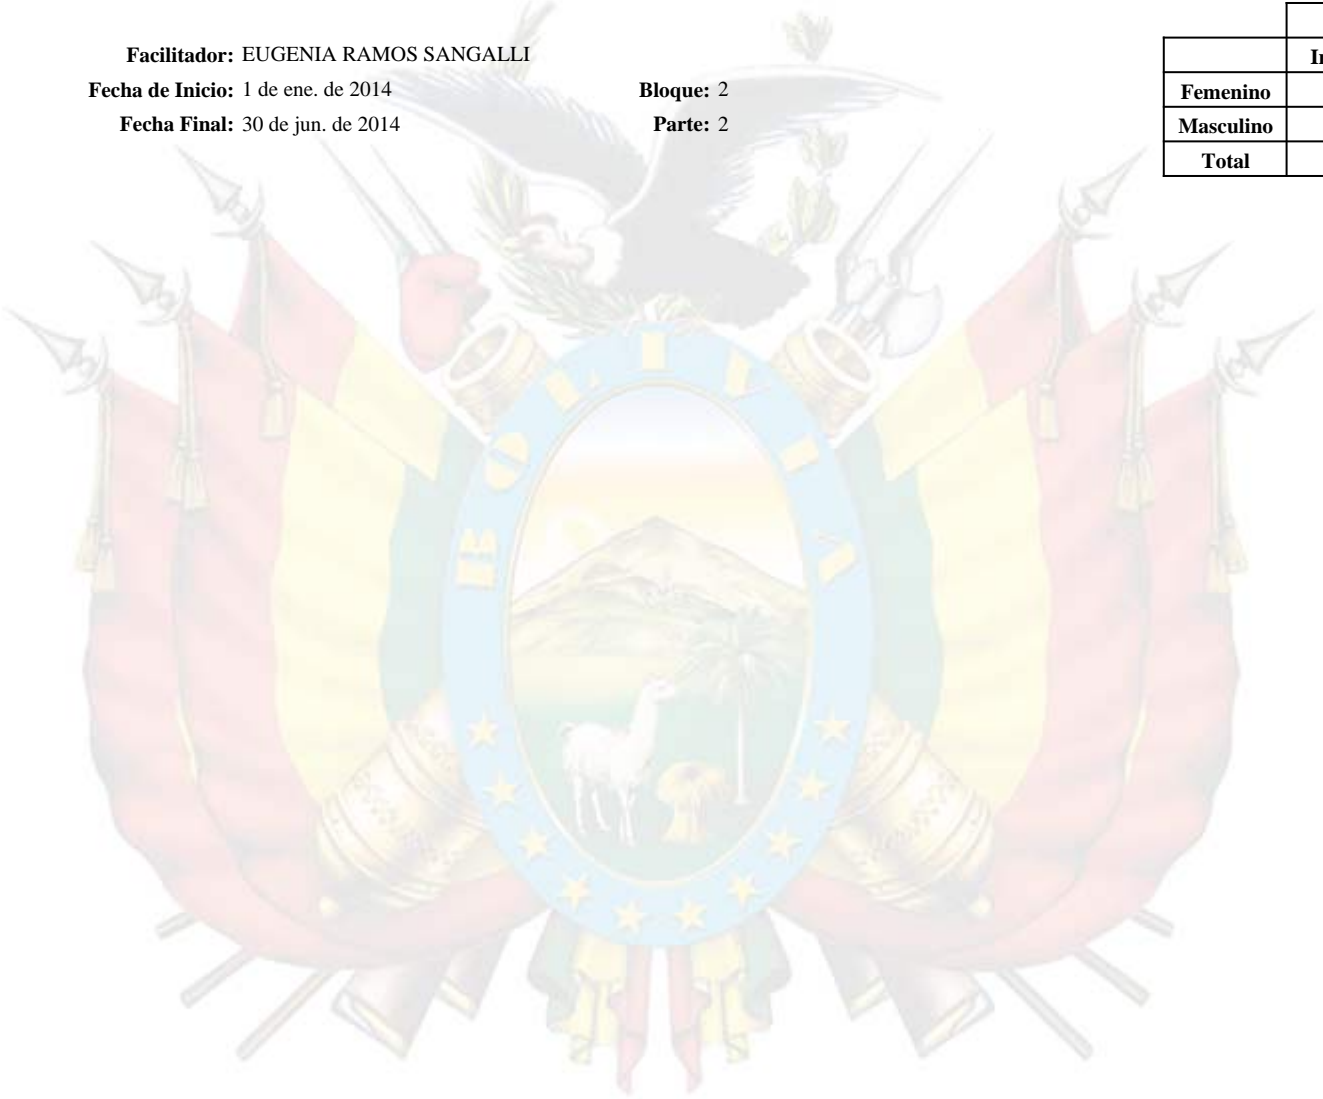 Facilitador: EUGENIA RAMOS SANGALLI
Fecha de Inicio: 1 de ene. de 2014 Bloque: 2
Fecha Final: 30 de jun. de 2014 Parte: 2
Femenino
Masculino
Total
BOLIVIA